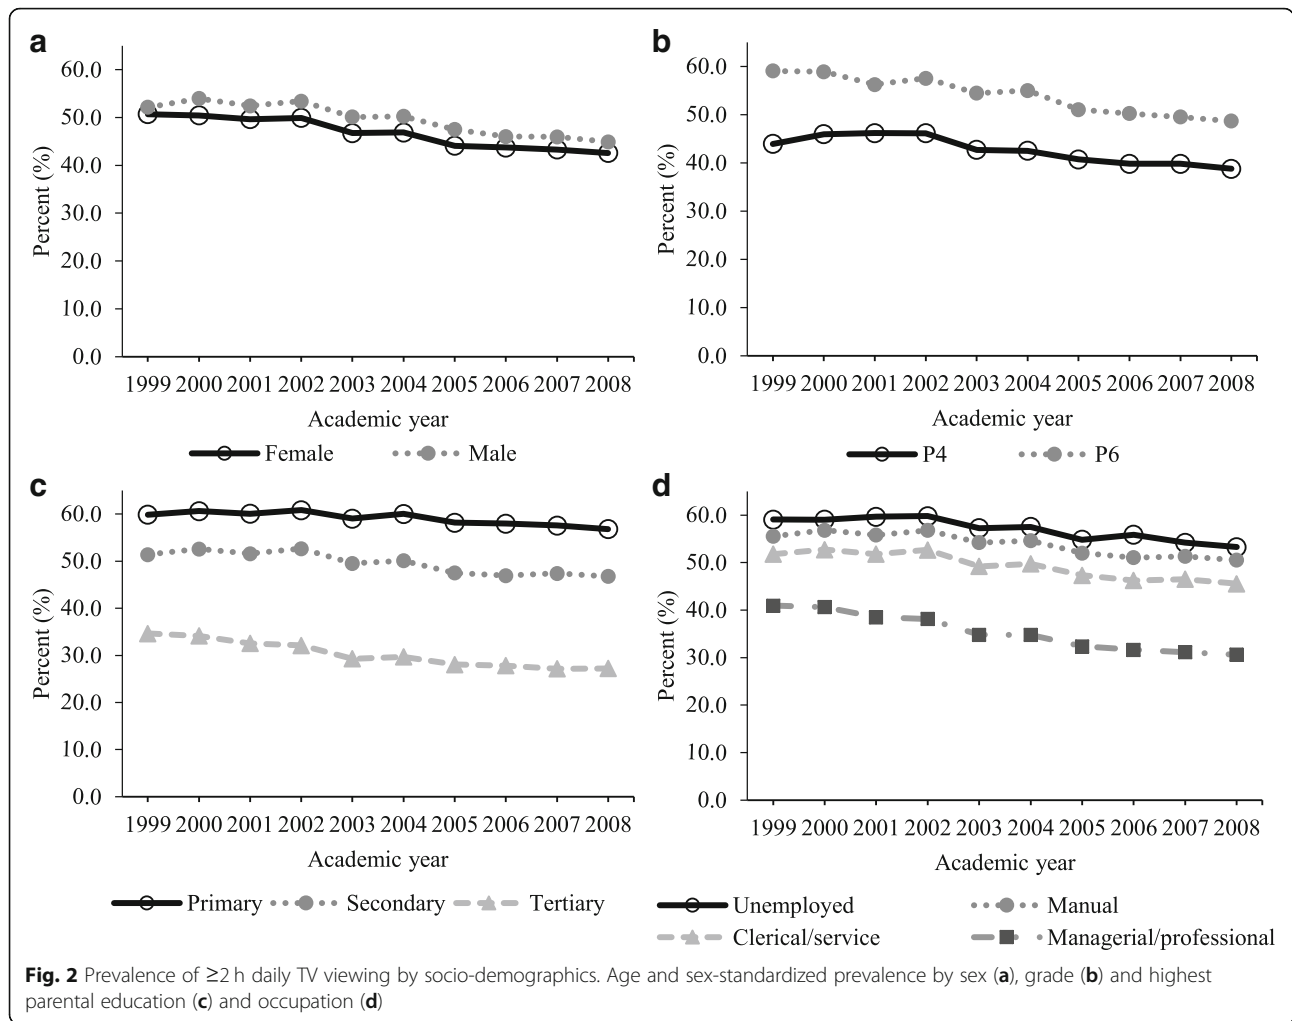 a
60.0
50.0
40.0
30.0
20.0
10.0
0.0
Percent (%)
1999 2000 2001 2002 2003 2004 2005 2006 2007 2008
Academic year
Female Male
b
60.0
50.0
40.0
30.0
20.0
10.0
0.0
Percent (%)
1999 2000 2001 2002 2003 2004 2005 2006 2007 2008
Academic year
P4 P6
c
60.0
50.0
40.0
30.0
20.0
10.0
0.0
Percent (%)
1999 2000 2001 2002 2003 2004 2005 2006 2007 2008
Academic year
Primary Secondary Tertiary
d
60.0
50.0
40.0
30.0
20.0
10.0
0.0
Percent (%)
1999 2000 2001 2002 2003 2004 2005 2006 2007 2008
Academic year
Unemployed Manual
Clerical/service Managerial/professional
Fig. 2 Prevalence of ≥2 h daily TV viewing by socio-demographics. Age and sex-standardized prevalence by sex (a), grade (b) and highest
parental education (c) and occupation (d)